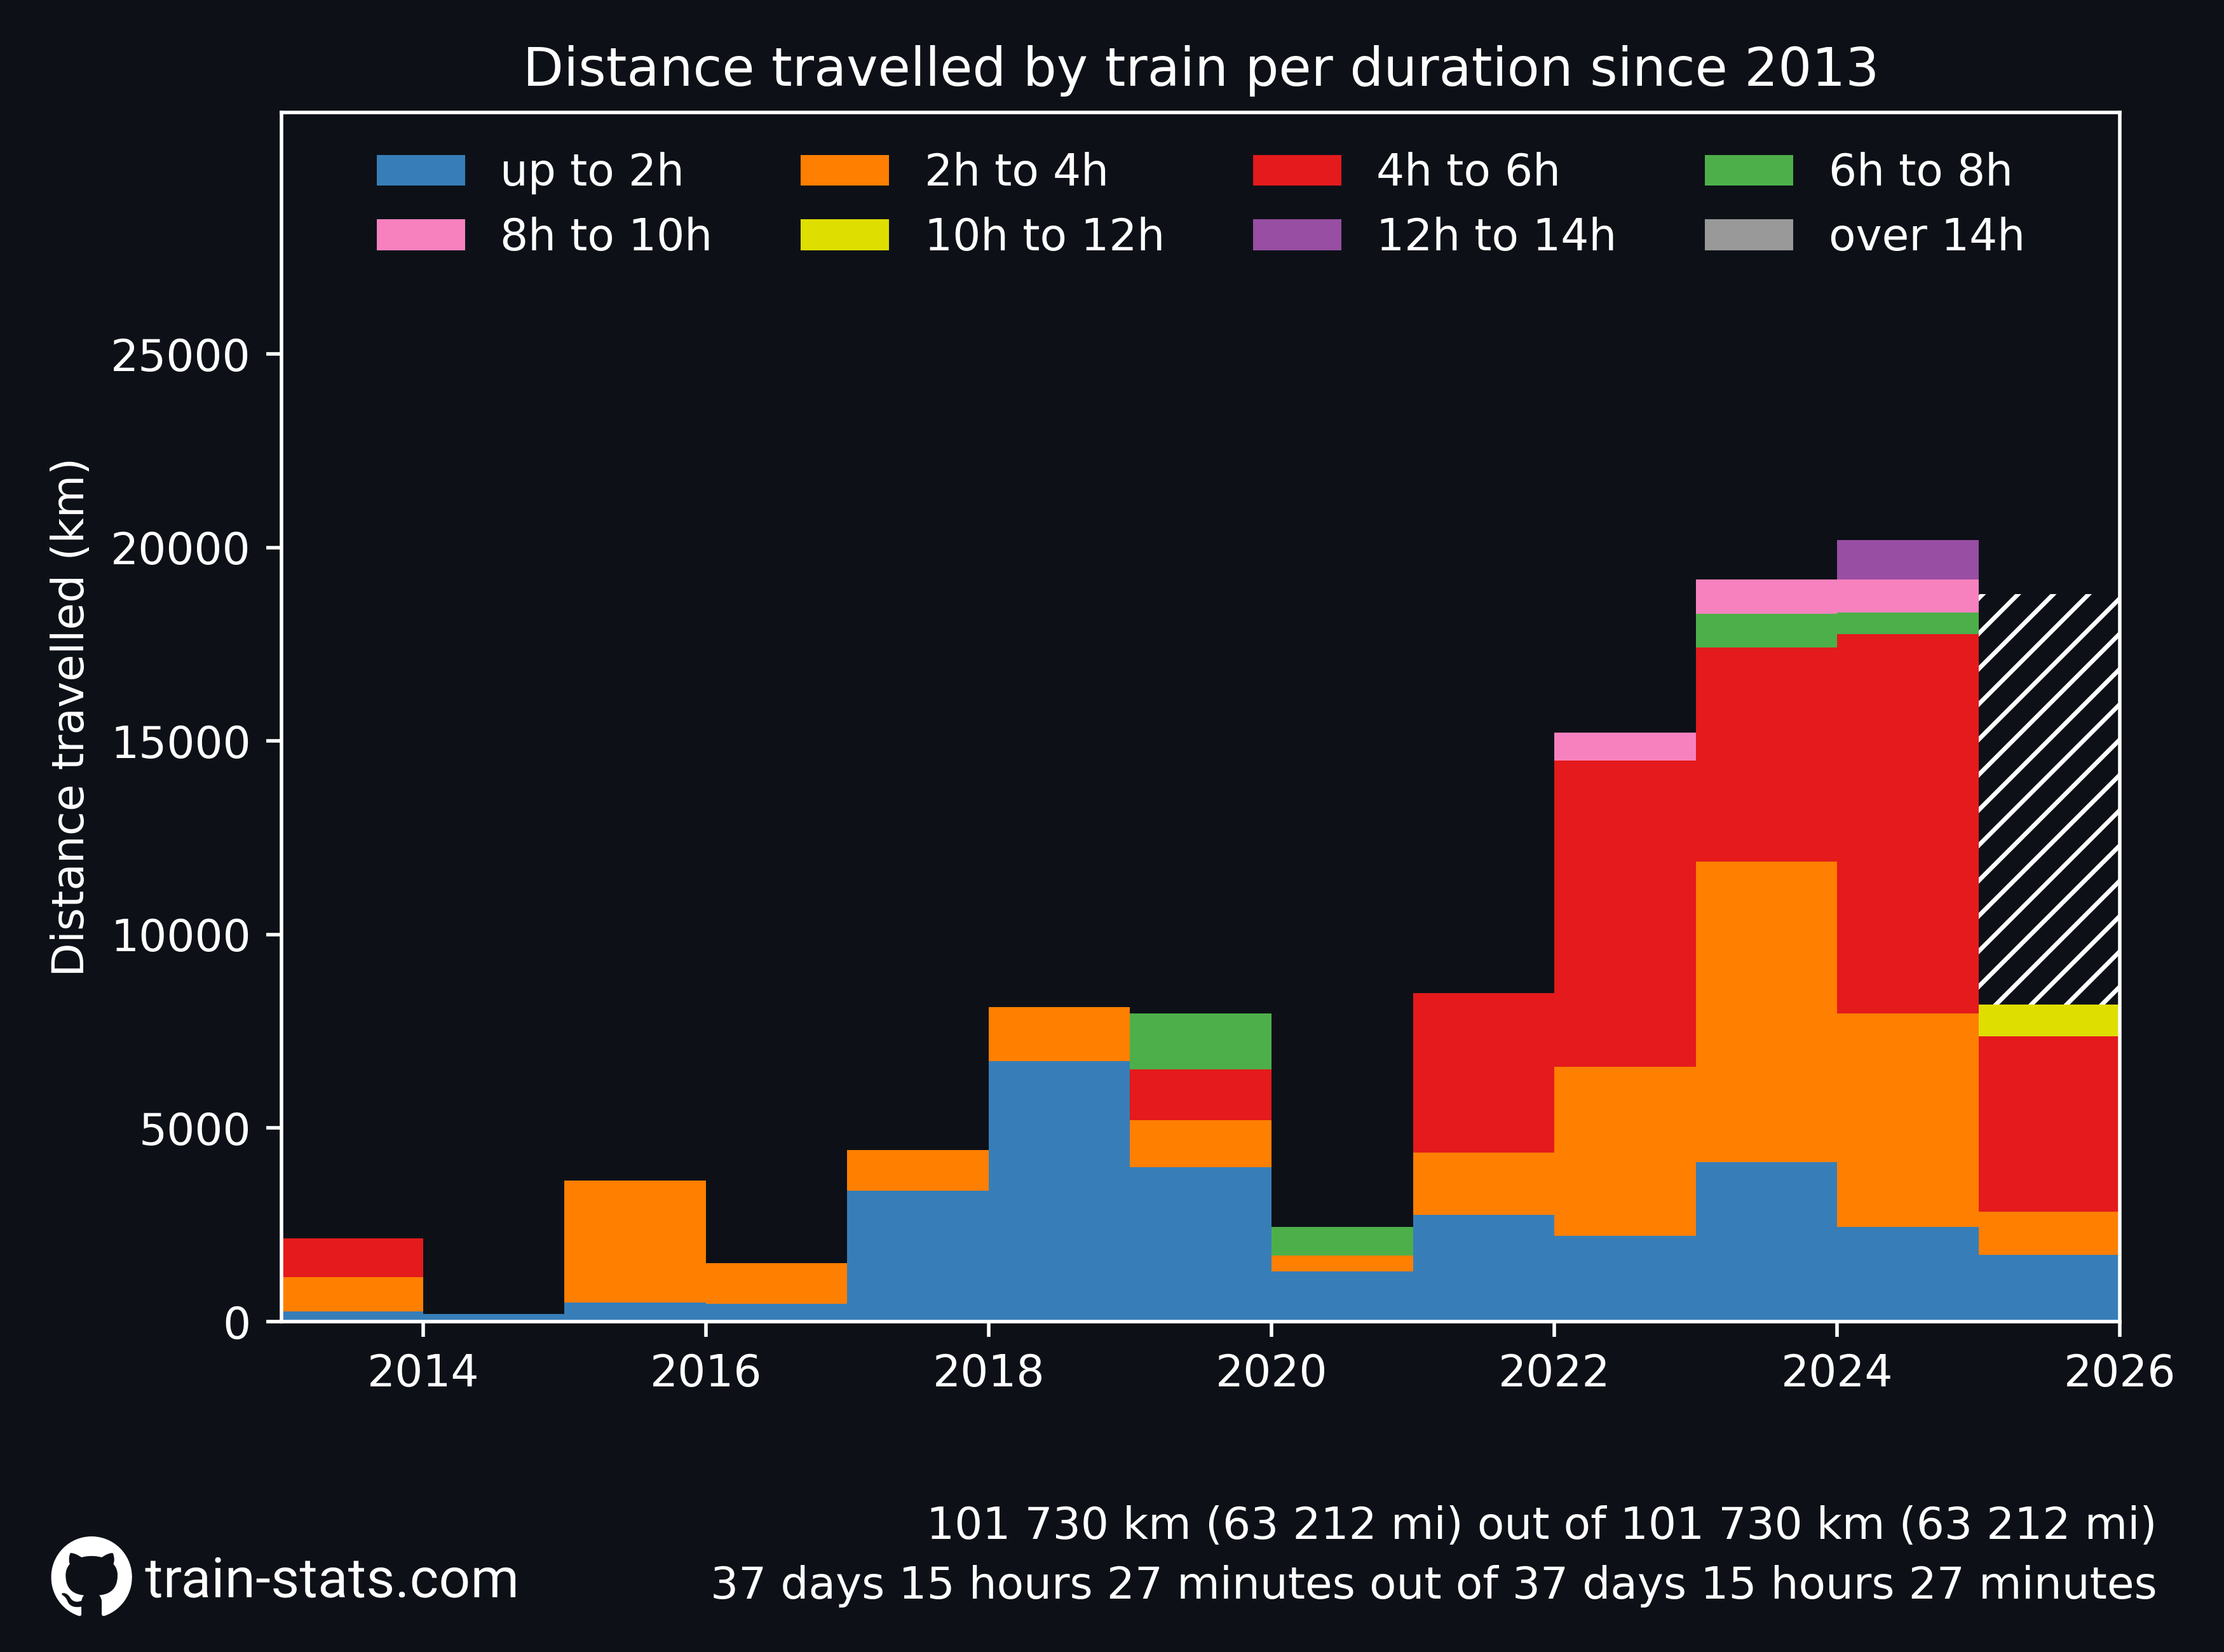 Distance travelled by train per duration since 2013
up to 2h 2h to 4h 4h to 6h 6h to 8h
8h to 10h 10h to 12h 12h to 14h over 14h
Distance travelled (km)
25000
20000
15000
10000
5000
0
2014 2016 2018 2020 2022 2024 2026
101 730 km (63 212 mi) out of 101 730 km (63 212 mi)
train-stats.com
37 days 15 hours 27 minutes out of 37 days 15 hours 27 minutes